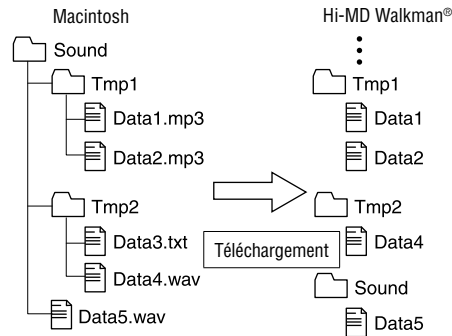 Macintosh
Sound
Tmp1
Data1.mp3
Data2.mp3
Tmp2
Data3.txt
Data4.wav
Data5.wav
Téléchargement
Hi-MD Walkman®
Tmp1
Data1
Data2
Tmp2
Data4
Sound
Data5